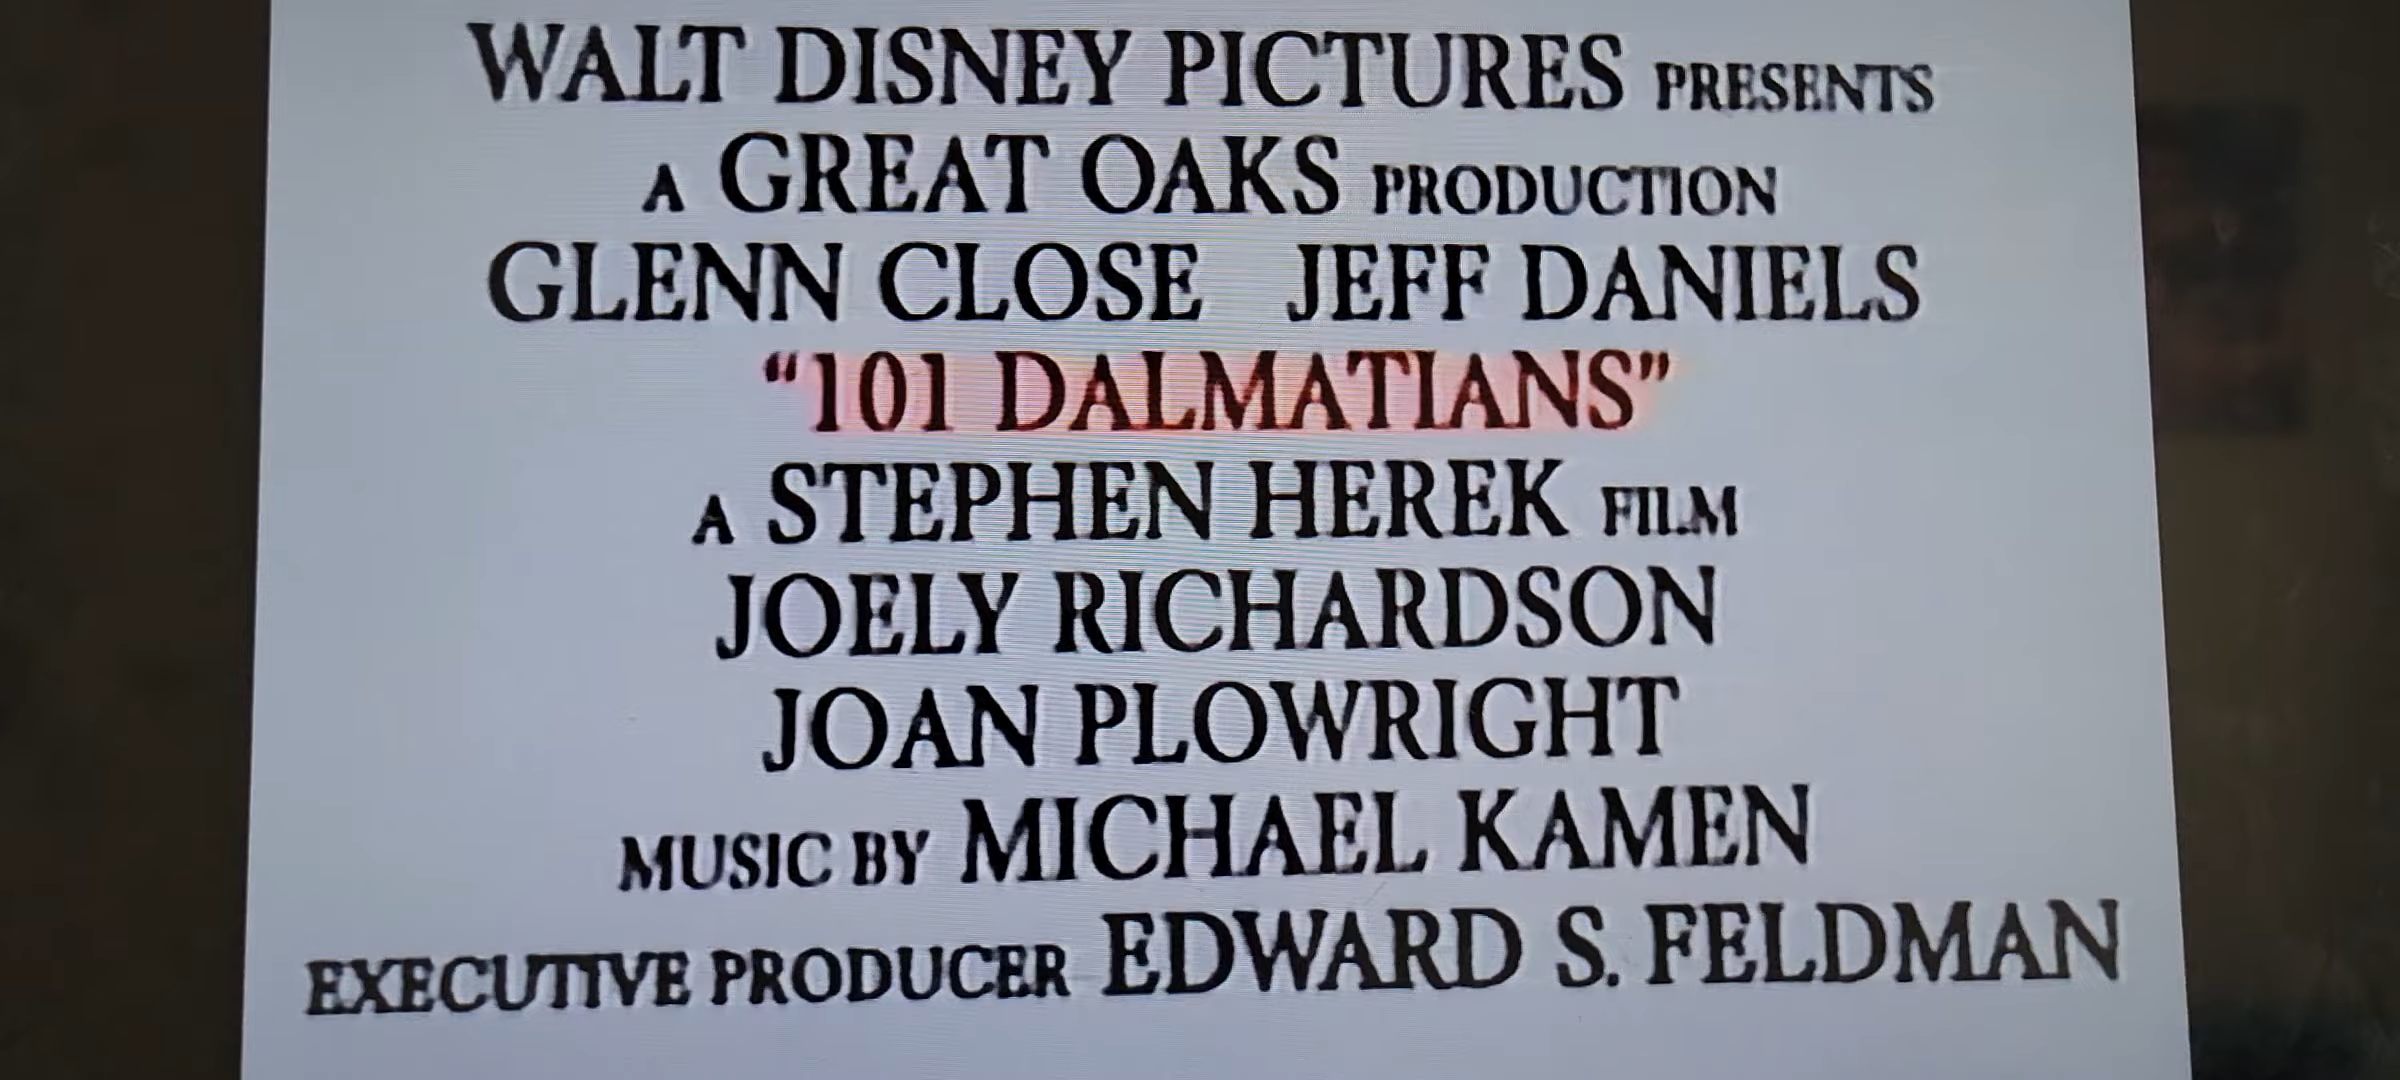 WALT DISNEY PICTURES PRESENTS
A GREAT OAKS PRODUCTION
GLENN CLOSE JEFF DANIELS
“101 DALMATIANS”
A STEPHEN HEREK FILM
JOELY RICHARDSON
JOAN PLOWRIGHT
MUSIC BY MICHAEL KAMEN
EXECUTIVE PRODUCER EDWARD S. FELDMAN